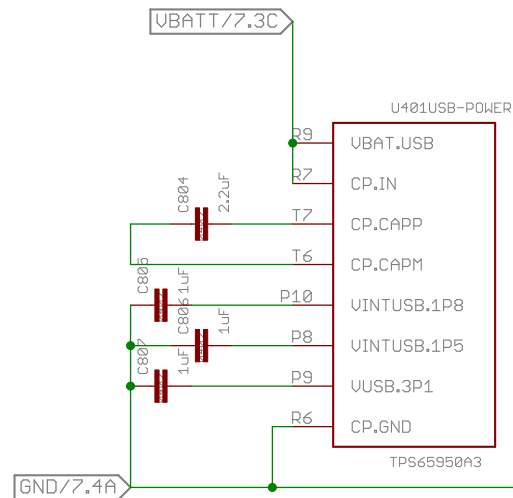 VBATT/7.3C
U401USB-POWER
R9 VBAT.USB
R7 CP.IN
C804 2.2uF
T7 CP.CAPP
T6 CP.CAPM
C805 1uF
P10 VINTUSB.1P8
C806 1uF
P8 VINTUSB.1P5
C807 1uF
P9 VUSB.3P1
R6 CP.GND
TPS65950A3
GND/7.4A